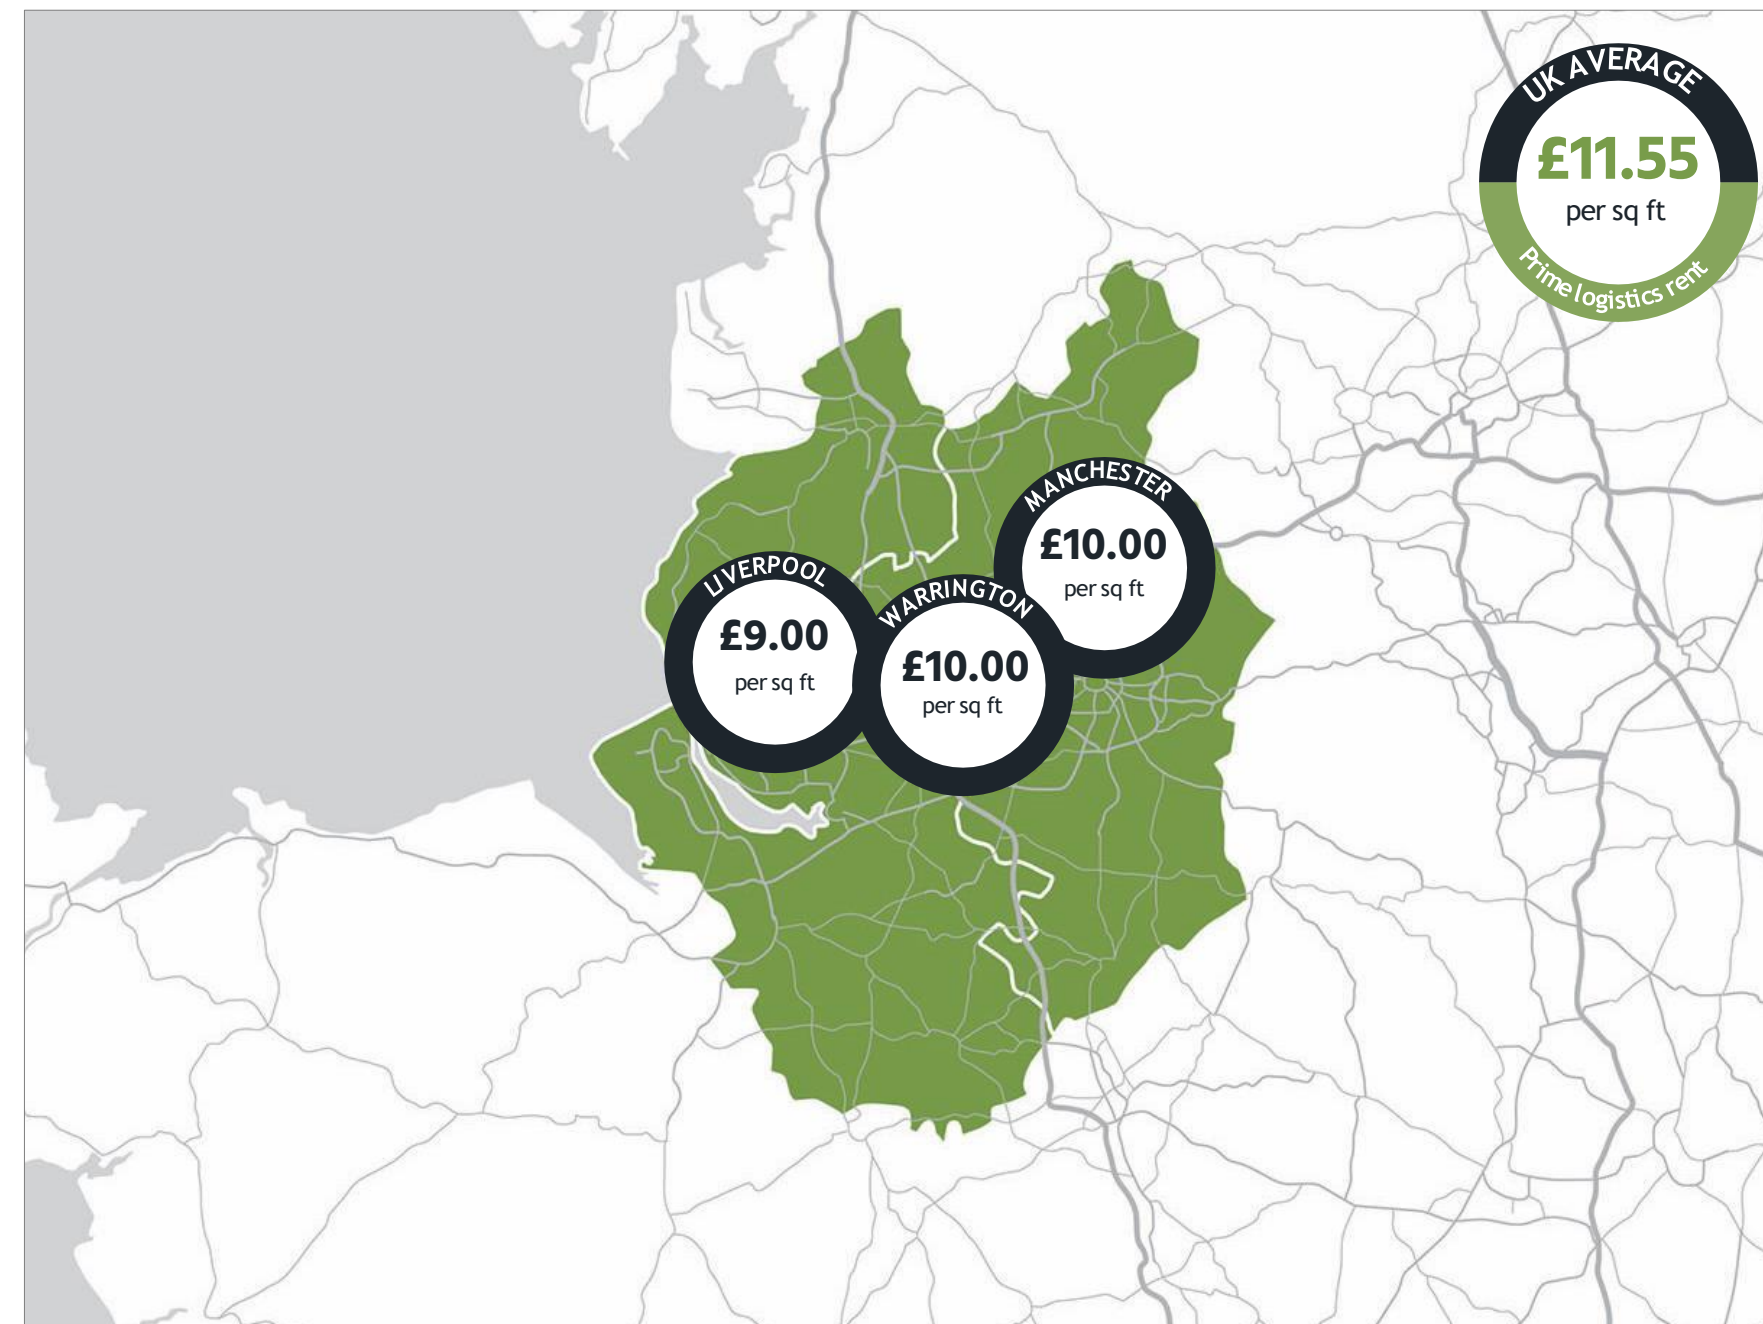 UK AVERAGE
£11.55
per sq ft
Prime logistics rent
MANCHESTER
£10.00
per sq ft
LIVERPOOL
£9.00
per sq ft
WARRINGTON
£10.00
per sq ft